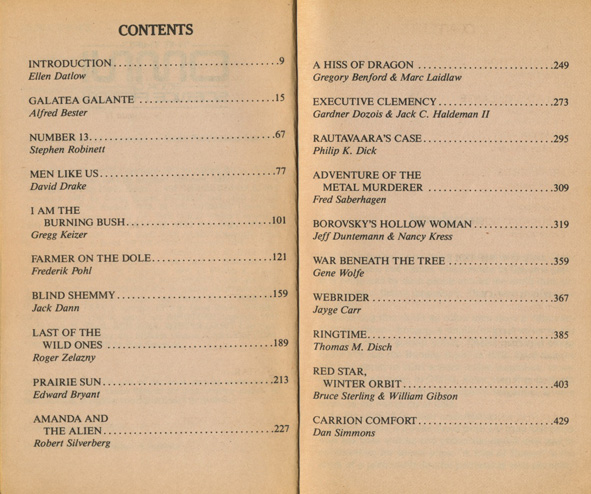 CONTENTS
INTRODUCTION..............................9
Ellen Datlow
GALATEA GALANTE ........................15
Alfred Bester
NUMBER 13................................67
Stephen Robinett
MEN LIKE US..............................77
David Drake
I AM THE
BURNING BUSH.........................101
Gregg Keizer
FARMER ON THE DOLE....................121
Frederik Pohl
BLIND SHEMMY...........................159
Jack Dann
LAST OF THE
WILD ONES ............................189
Roger Zelazny
PRAIRIE SUN..............................213
Edward Bryant
AMANDA AND
THE ALIEN.............................227
Robert Silverberg
A HISS OF DRAGON ......................249
Gregory Benford & Marc Laidlaw
EXECUTIVE CLEMENCY...................273
Gardner Dozois & Jack C. Haldeman II
RAUTAVAARA'S CASE.....................295
Philip K. Dick
ADVENTURE OF THE
METAL MURDERER .....................309
Fred Saberhagen
BOROVSKY'S HOLLOW WOMAN.............319
Jeff Duntemann & Nancy Kress
WAR BENEATH THE TREE .................359
Gene Wolfe
WEBRIDER ...............................367
Jayge Carr
RINGTIME................................385
Thomas M. Disch
RED STAR,
WINTER ORBIT.........................403
Bruce Sterling & William Gibson
CARRION COMFORT.......................429
Dan Simmons